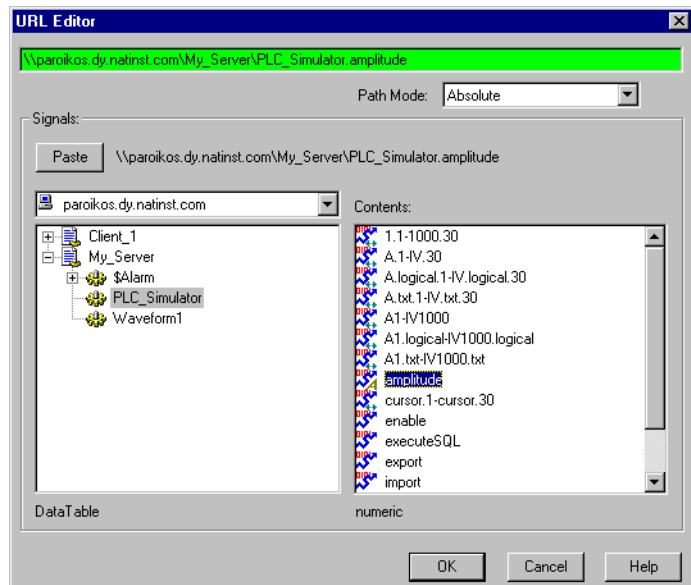 URL Editor
\\paroikos.dy.natinst.com\My_Server\PLC_Simulator.amplitude
Path Mode: Absolute
Signals:
Paste \\paroikos.dy.natinst.com\My_Server\PLC_Simulator.amplitude
paroikos.dy.natinst.com
Client_1
My_Server
$Alarm
PLC_Simulator
Waveform1
DataTable
Contents:
1.1-1000.30
A.1-IV.30
A.logical.1-IV.logical.30
A.txt.1-IV.txt.30
A1-IV1000
A1.logical-IV1000.logical
A1.txt-IV1000.txt
amplitude
cursor.1-cursor.30
enable
executeSQL
export
import
numeric
OK Cancel Help